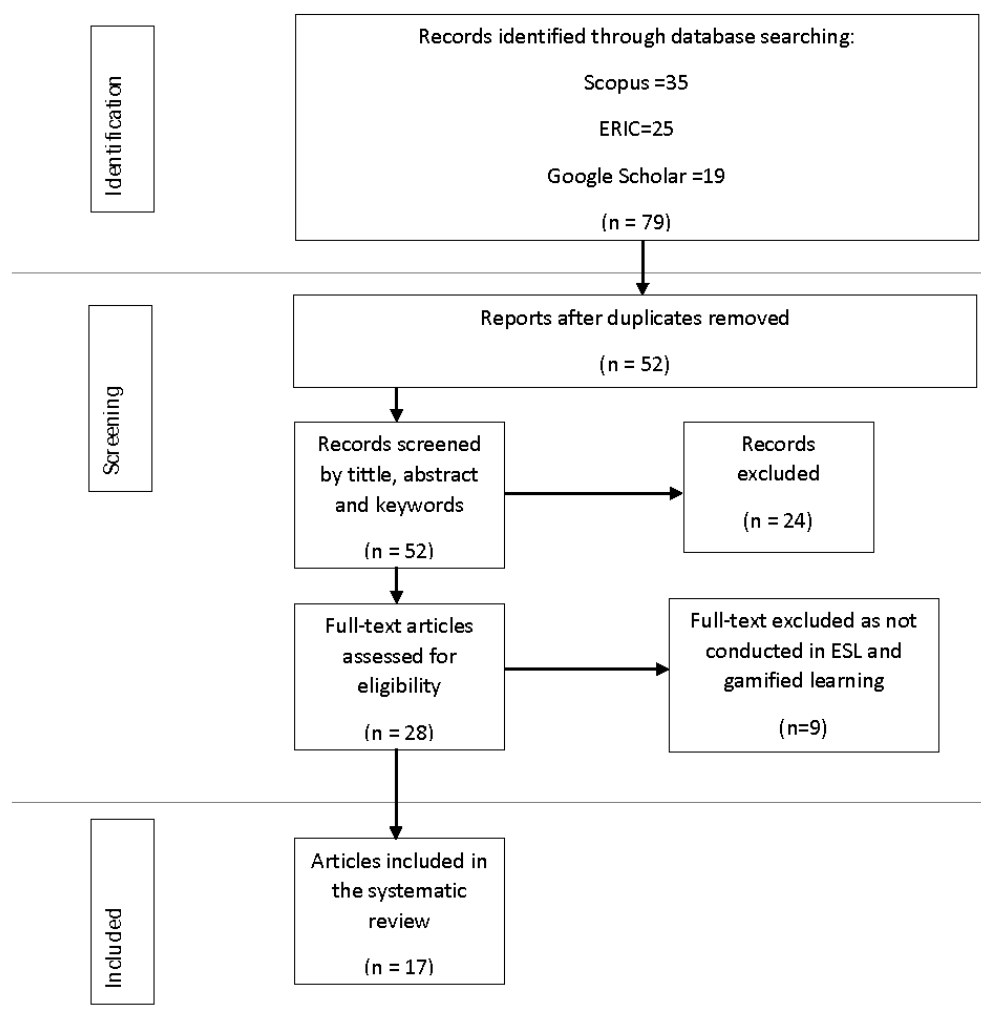 Identification
Records identified through database searching:
Scopus =35
ERIC=25
Google Scholar =19
(n = 79)
Screening
Reports after duplicates removed
(n = 52)
Records screened
by tittle, abstract
and keywords
(n = 52)
Records
excluded
(n = 24)
Full-text articles
assessed for
eligibility
(n = 28)
Full-text excluded as not
conducted in ESL and
gamified learning
(n=9)
Included
Articles included in
the systematic
review
(n = 17)